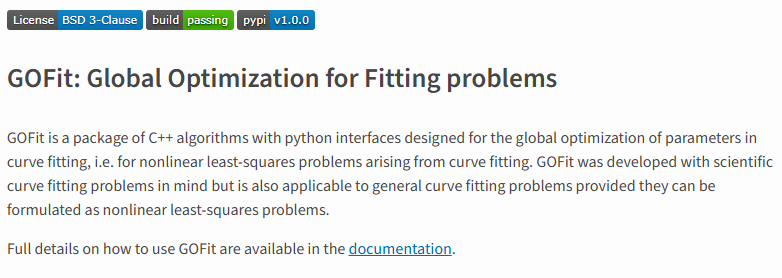 License BSD 3-Clause build passing pypi v1.0.0
GOFit: Global Optimization for Fitting problems
GOFit is a package of C++ algorithms with python interfaces designed for the global optimization of parameters in
curve fitting, i.e. for nonlinear least-squares problems arising from curve fitting. GOFit was developed with scientific
curve fitting problems in mind but is also applicable to general curve fitting problems provided they can be
formulated as nonlinear least-squares problems.
Full details on how to use GOFit are available in the documentation.